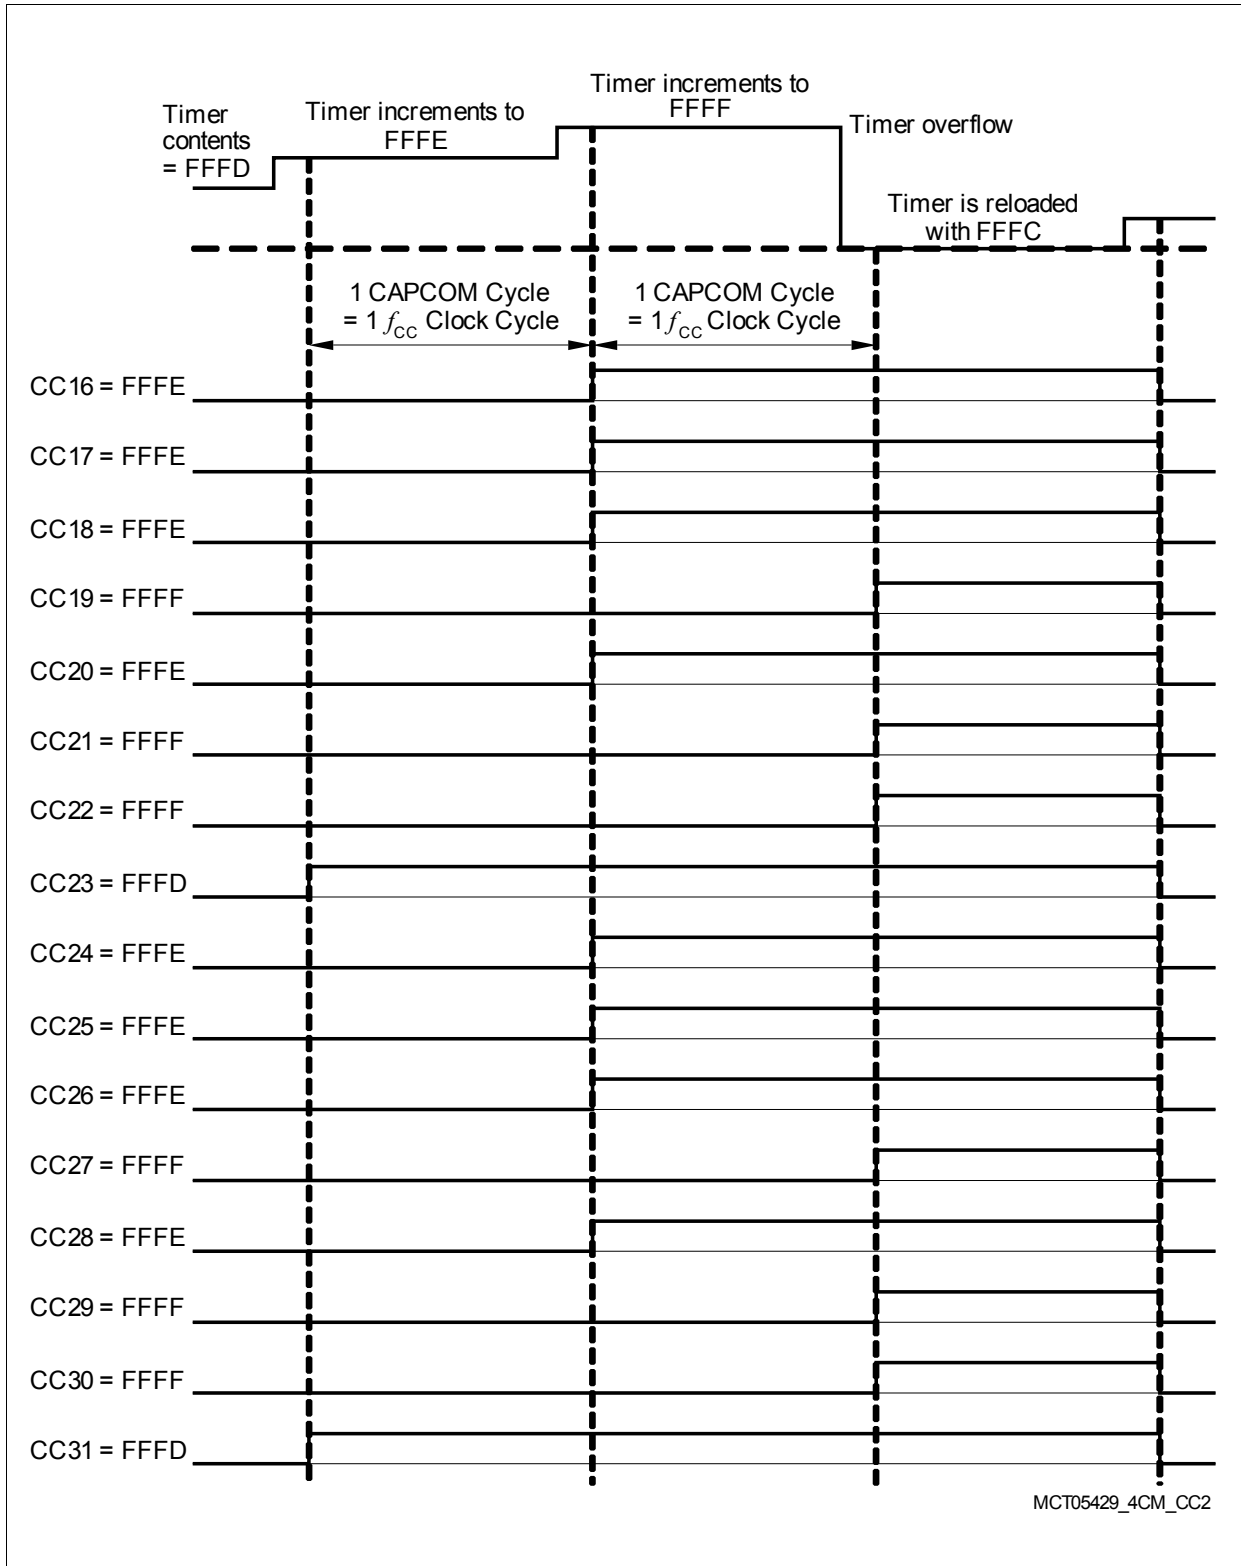 Timer increments to
FFFF
Timer
contents
= FFFD
Timer increments to
FFFE
Timer overflow
Timer is reloaded
with FFFC
1 CAPCOM Cycle
= 1 fCC Clock Cycle
1 CAPCOM Cycle
= 1 fCC Clock Cycle
CC16 = FFFE
CC17 = FFFE
CC18 = FFFE
CC19 = FFFF
CC20 = FFFE
CC21 = FFFF
CC22 = FFFF
CC23 = FFFD
CC24 = FFFE
CC25 = FFFE
CC26 = FFFE
CC27 = FFFF
CC28 = FFFE
CC29 = FFFF
CC30 = FFFF
CC31 = FFFD
MCT05429_4CM_CC2